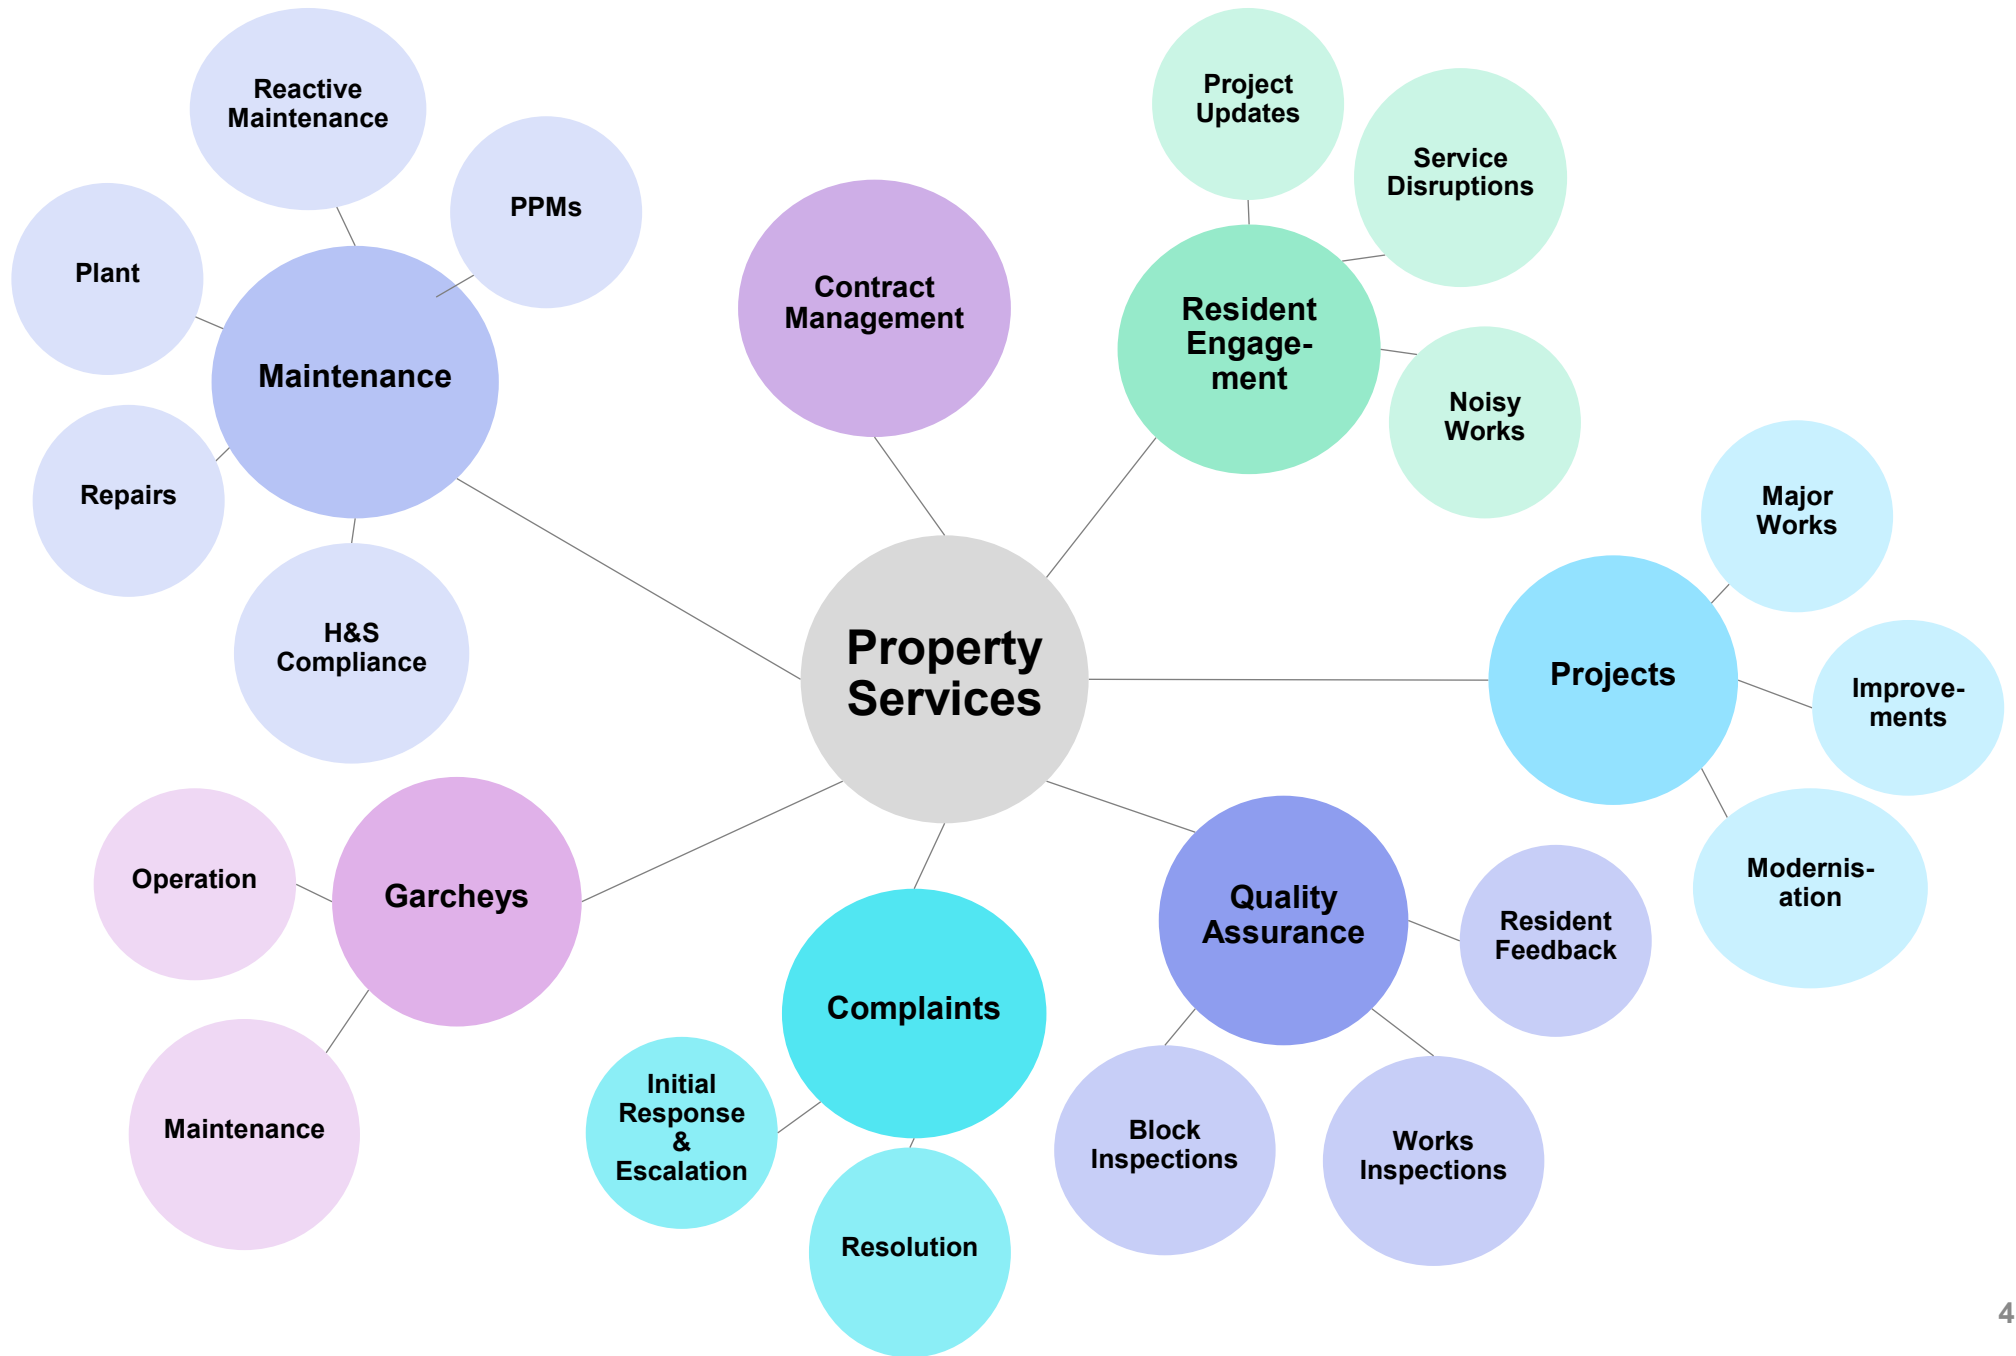 Reactive
Maintenance
PPMs
Plant
Maintenance
Repairs
H&S
Compliance
Contract
Management
Project
Updates
Service
Disruptions
Resident
Engage-
ment
Noisy
Works
Major
Works
Projects
Improve-
ments
Modernis-
ation
Property
Services
Operation
Garcheys
Maintenance
Complaints
Initial
Response
&
Escalation
Resolution
Quality
Assurance
Resident
Feedback
Block
Inspections
Works
Inspections
4